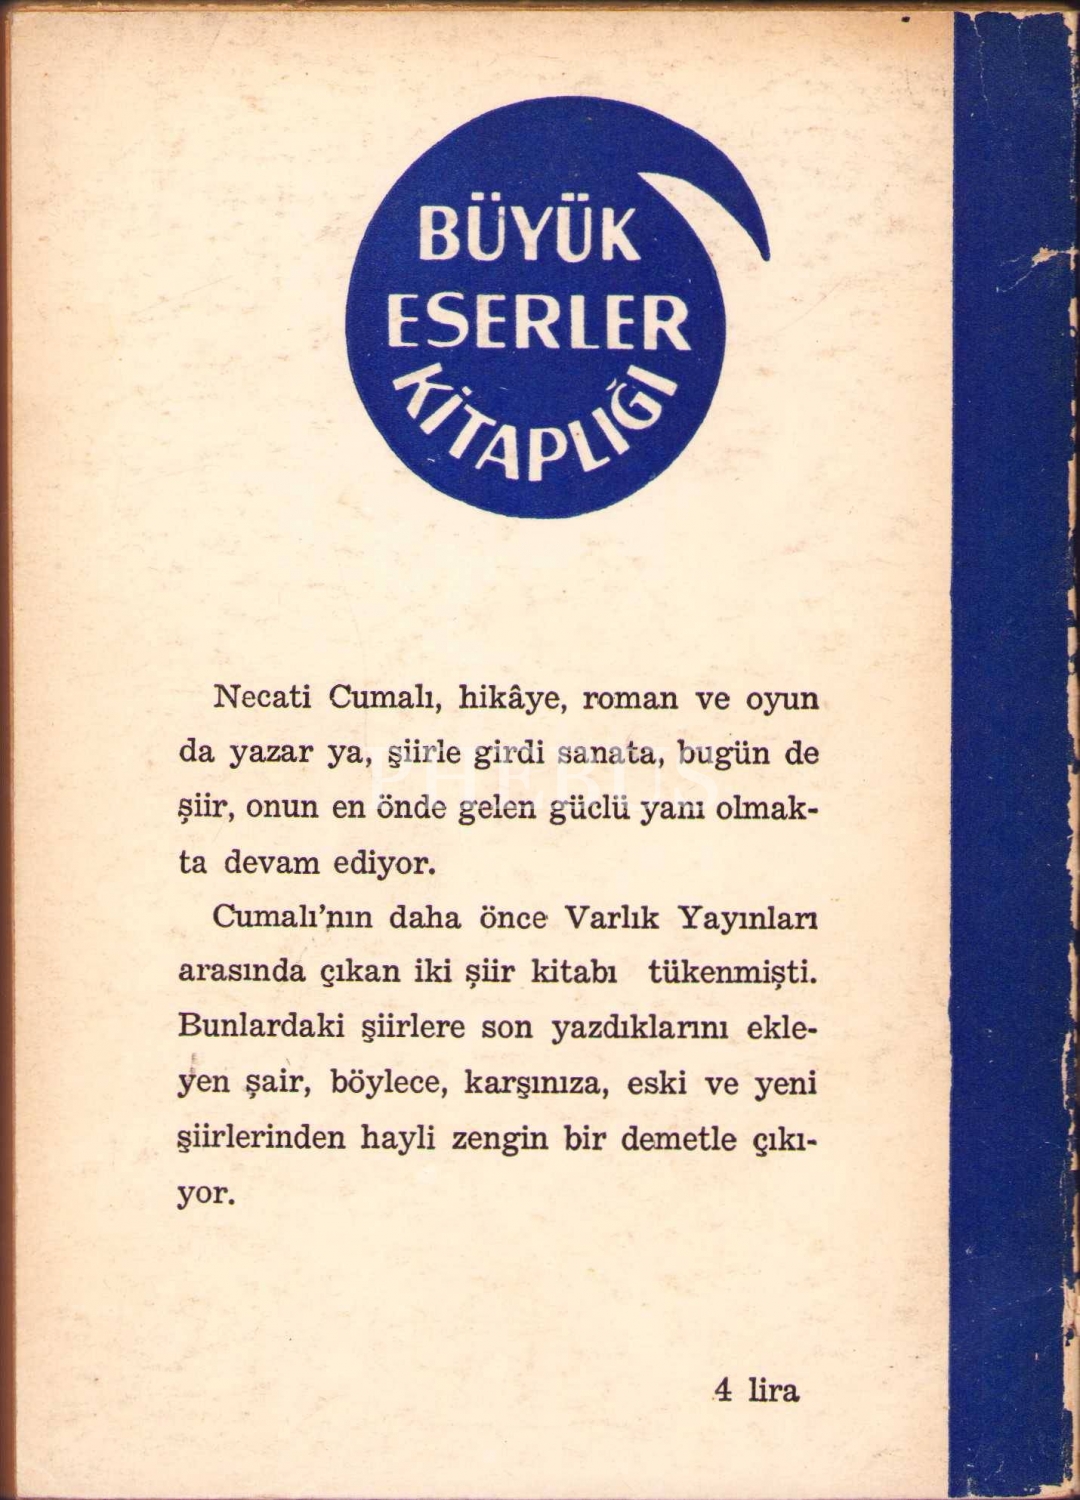 BÜYÜK
ESERLER
KİTAPLIĞI
Necati Cumalı, hikâye, roman ve oyun
da yazar ya, şiirle girdi sanata, bugün de
şiir, onun en önde gelen güçlü yanı olmak-
ta devam ediyor.
Cumalı'nın daha önce Varlık Yayınları
arasında çıkan iki şiir kitabı tükenmişti.
Bunlardaki şiirlere son yazdıklarını ekle-
yen şair, böylece, karşınıza, eski ve yeni
şiirlerinden hayli zengin bir demetle çıkı-
yor.
4 lira
PHEBUS